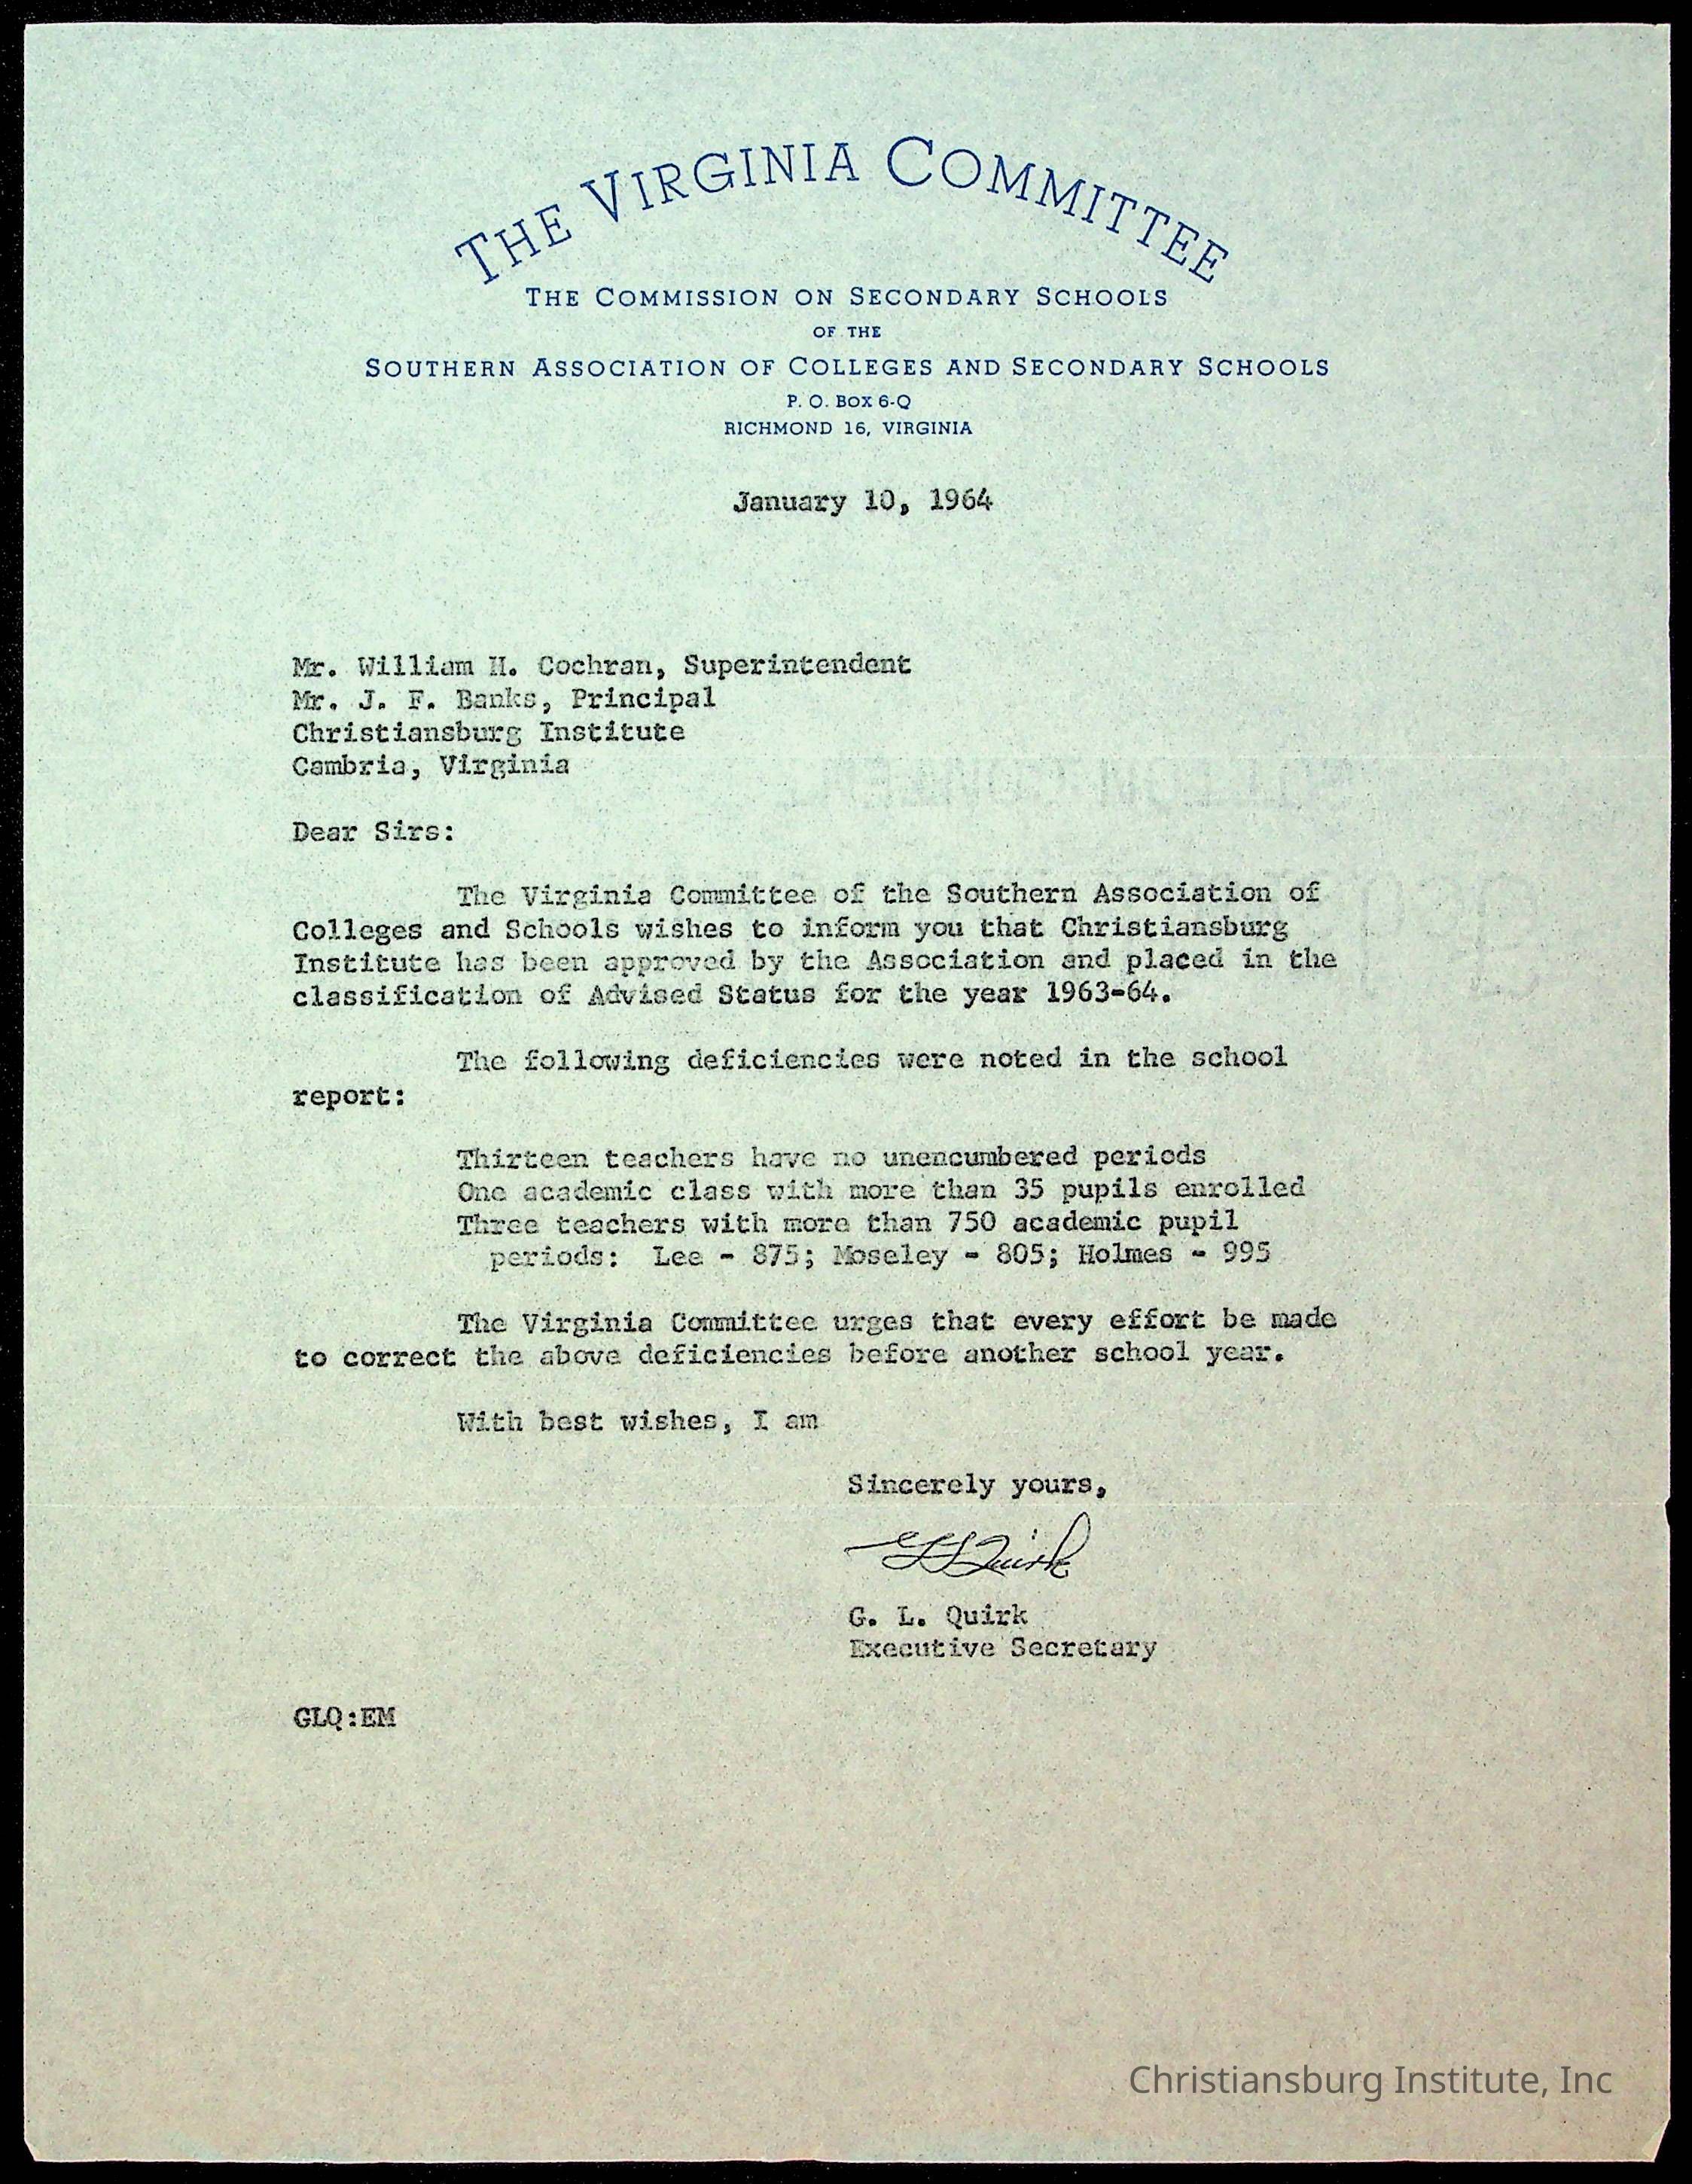 THE VIRGINIA COMMITTEE
THE COMMISSION ON SECONDARY SCHOOLS
OF THE
SOUTHERN ASSOCIATION OF COLLEGES AND SECONDARY SCHOOLS
P. O. BOX 6-Q
RICHMOND 16, VIRGINIA
January 10, 1964
Mr. William H. Cochran, Superintendent
Mr. J. F. Banks, Principal
Christiansburg Institute
Cambria, Virginia
Dear Sirs:
The Virginia Committee of the Southern Association of
Colleges and Schools wishes to inform you that Christiansburg
Institute has been approved by the Association and placed in the
classification of Advised Status for the year 1963-64.
The following deficiencies were noted in the school
report:
Thirteen teachers have no unencumbered periods
One academic class with more than 35 pupils enrolled
Three teachers with more than 750 academic pupil
periods: Lee - 875; Moseley - 805; Holmes - 995
The Virginia Committee urges that every effort be made
to correct the above deficiencies before another school year.
With best wishes, I am
Sincerely yours,
GLQuirk
G. L. Quirk
Executive Secretary
GLQ:EM
Christiansburg Institute, Inc